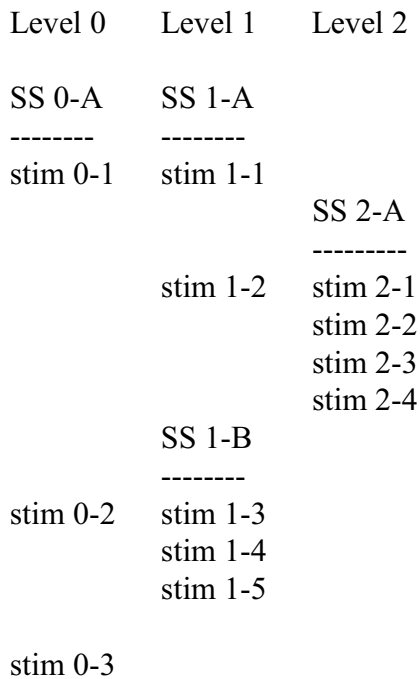 Level 0 Level 1 Level 2
SS 0-A SS 1-A
-------- --------
stim 0-1 stim 1-1
SS 2-A
---------
stim 1-2 stim 2-1
stim 2-2
stim 2-3
stim 2-4
SS 1-B
--------
stim 0-2 stim 1-3
stim 1-4
stim 1-5
stim 0-3